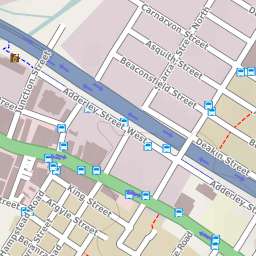 Carnarvon Street
Asquith Street
Beaconsfield Street
Street North
Junction Street
Adderley Street West
Deakin Street
Adderley S
King Street
Argyle Street
Hampstead Road
e Road